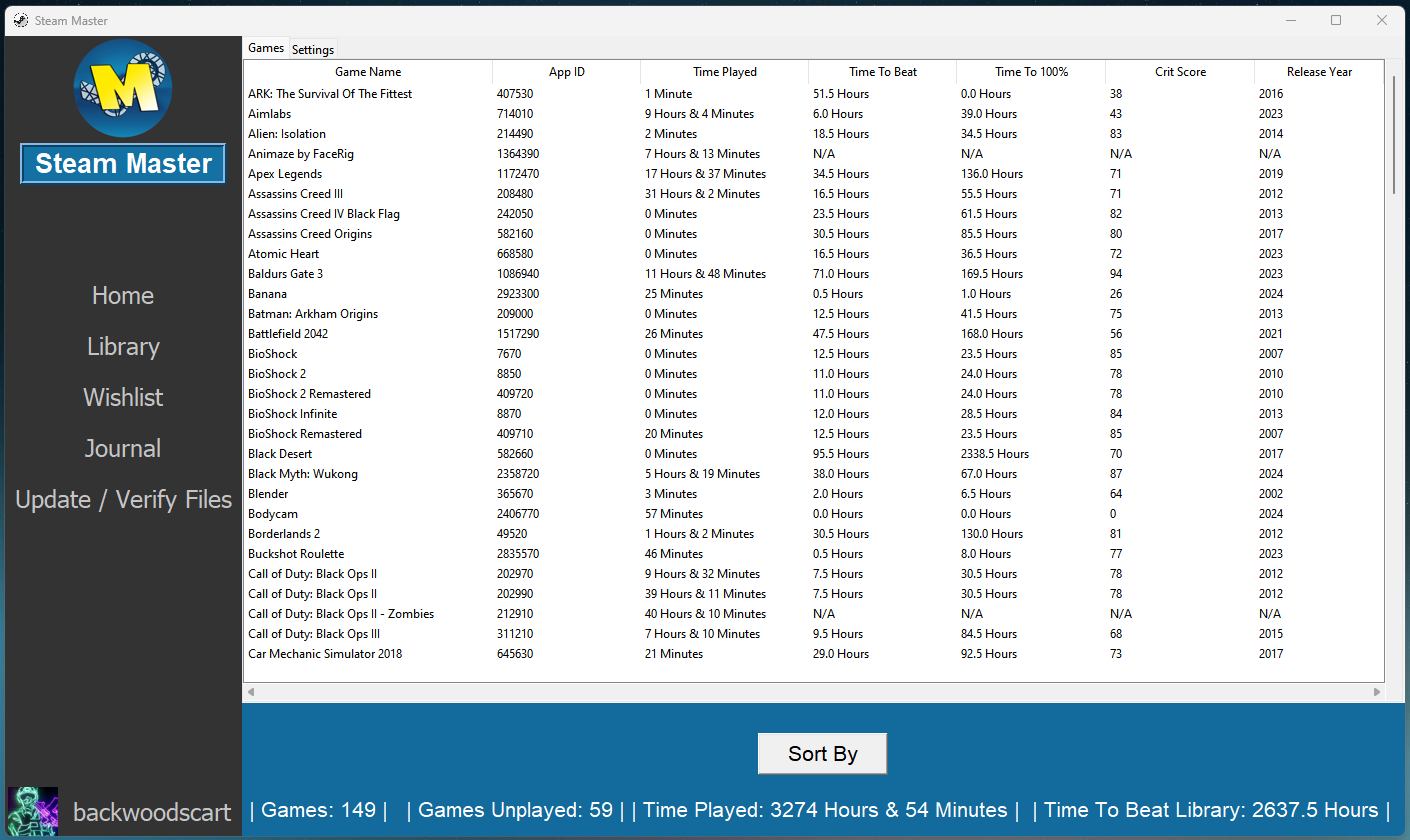 Steam Master
M
Steam Master
Home
Library
Wishlist
Journal
Update / Verify Files
backwoodscart
Games Settings
Game Name App ID Time Played Time To Beat Time To 100% Crit Score Release Year
ARK: The Survival Of The Fittest 407530 1 Minute 51.5 Hours 0.0 Hours 38 2016
Aimlabs 714010 9 Hours & 4 Minutes 6.0 Hours 39.0 Hours 43 2023
Alien: Isolation 214490 2 Minutes 18.5 Hours 34.5 Hours 83 2014
Animaze by FaceRig 1364390 7 Hours & 13 Minutes N/A N/A N/A N/A
Apex Legends 1172470 17 Hours & 37 Minutes 34.5 Hours 136.0 Hours 71 2019
Assassins Creed III 208480 31 Hours & 2 Minutes 16.5 Hours 55.5 Hours 71 2012
Assassins Creed IV Black Flag 242050 0 Minutes 23.5 Hours 61.5 Hours 82 2013
Assassins Creed Origins 582160 0 Minutes 30.5 Hours 85.5 Hours 80 2017
Atomic Heart 668580 0 Minutes 16.5 Hours 36.5 Hours 72 2023
Baldurs Gate 3 1086940 11 Hours & 48 Minutes 71.0 Hours 169.5 Hours 94 2023
Banana 2923300 25 Minutes 0.5 Hours 1.0 Hours 26 2024
Batman: Arkham Origins 209000 0 Minutes 12.5 Hours 41.5 Hours 75 2013
Battlefield 2042 1517290 26 Minutes 47.5 Hours 168.0 Hours 56 2021
BioShock 7670 0 Minutes 12.5 Hours 23.5 Hours 85 2007
BioShock 2 8850 0 Minutes 11.0 Hours 24.0 Hours 78 2010
BioShock 2 Remastered 409720 0 Minutes 11.0 Hours 24.0 Hours 78 2010
BioShock Infinite 8870 0 Minutes 12.0 Hours 28.5 Hours 84 2013
BioShock Remastered 409710 20 Minutes 12.5 Hours 23.5 Hours 85 2007
Black Desert 582660 0 Minutes 95.5 Hours 2338.5 Hours 70 2017
Black Myth: Wukong 2358720 5 Hours & 19 Minutes 38.0 Hours 67.0 Hours 87 2024
Blender 365670 3 Minutes 2.0 Hours 6.5 Hours 64 2002
Bodycam 2406770 57 Minutes 0.0 Hours 0.0 Hours 0 2024
Borderlands 2 49520 1 Hours & 2 Minutes 30.5 Hours 130.0 Hours 81 2012
Buckshot Roulette 2835570 46 Minutes 0.5 Hours 8.0 Hours 77 2023
Call of Duty: Black Ops II 202970 9 Hours & 32 Minutes 7.5 Hours 30.5 Hours 78 2012
Call of Duty: Black Ops II 202990 39 Hours & 11 Minutes 7.5 Hours 30.5 Hours 78 2012
Call of Duty: Black Ops II - Zombies 212910 40 Hours & 10 Minutes N/A N/A N/A N/A
Call of Duty: Black Ops III 311210 7 Hours & 10 Minutes 9.5 Hours 84.5 Hours 68 2015
Car Mechanic Simulator 2018 645630 21 Minutes 29.0 Hours 92.5 Hours 73 2017
Sort By
| Games: 149 | | Games Unplayed: 59 | | Time Played: 3274 Hours & 54 Minutes | | Time To Beat Library: 2637.5 Hours |